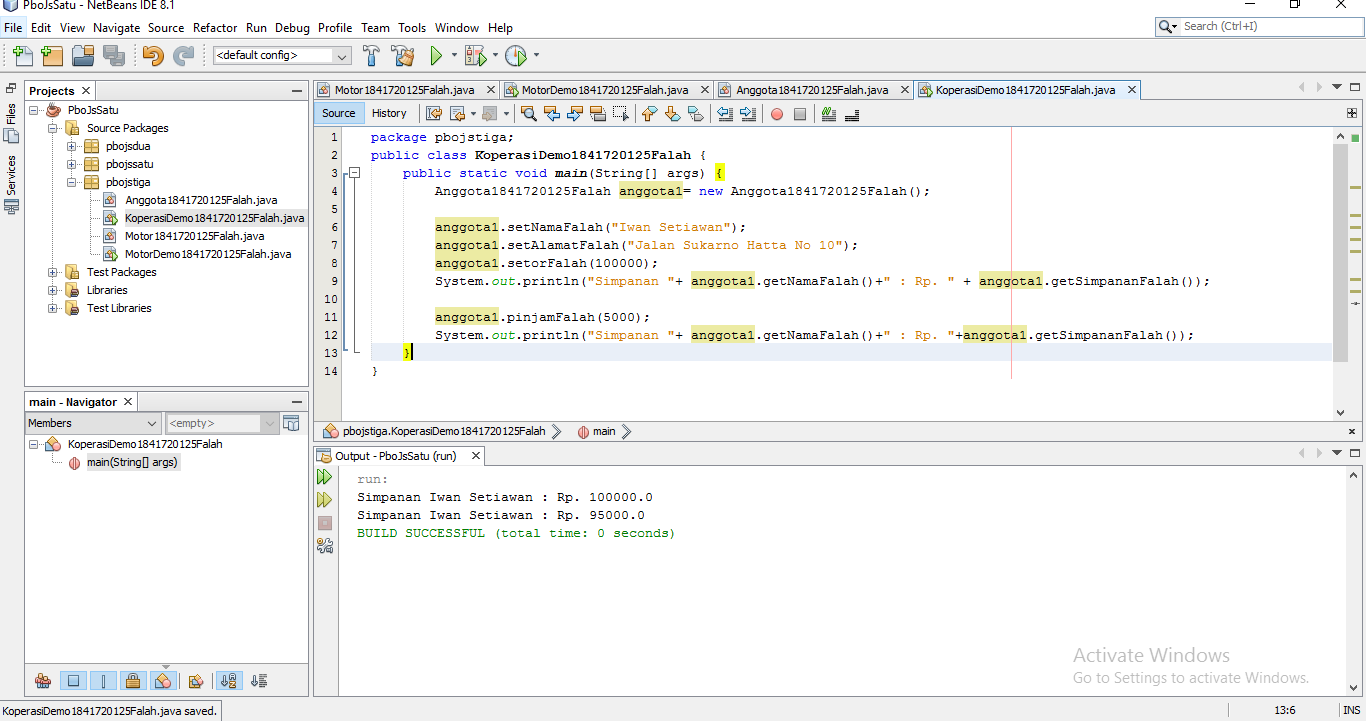 PboJsSatu - NetBeans IDE 8.1
File Edit View Navigate Source Refactor Run Debug Profile Team Tools Window Help
Search (Ctrl+I)
<default config>
Files
Services
Projects
PboJsSatu
Source Packages
pbojsdua
pbojssatu
pbojstiga
Anggota1841720125Falah.java
KoperasiDemo1841720125Falah.java
Motor1841720125Falah.java
MotorDemo1841720125Falah.java
Test Packages
Libraries
Test Libraries
main - Navigator
Members
<empty>
KoperasiDemo1841720125Falah
main(String[] args)
Motor1841720125Falah.java MotorDemo1841720125Falah.java Anggota1841720125Falah.java KoperasiDemo1841720125Falah.java
Source History
1 package pbojstiga;
2 public class KoperasiDemo1841720125Falah {
3 public static void main(String[] args) {
4 Anggota1841720125Falah anggota1= new Anggota1841720125Falah();
5
6 anggota1.setNamaFalah("Iwan Setiawan");
7 anggota1.setAlamatFalah("Jalan Sukarno Hatta No 10");
8 anggota1.setorFalah(100000);
9 System.out.println("Simpanan "+ anggota1.getNamaFalah()+" : Rp. " + anggota1.getSimpananFalah());
10
11 anggota1.pinjamFalah(5000);
12 System.out.println("Simpanan "+ anggota1.getNamaFalah()+" : Rp. "+anggota1.getSimpananFalah());
13 }
14 }
pbojstiga.KoperasiDemo1841720125Falah main
Output - PboJsSatu (run)
run:
Simpanan Iwan Setiawan : Rp. 100000.0
Simpanan Iwan Setiawan : Rp. 95000.0
BUILD SUCCESSFUL (total time: 0 seconds)
Activate Windows
Go to Settings to activate Windows.
KoperasiDemo1841720125Falah.java saved.
13:6 INS